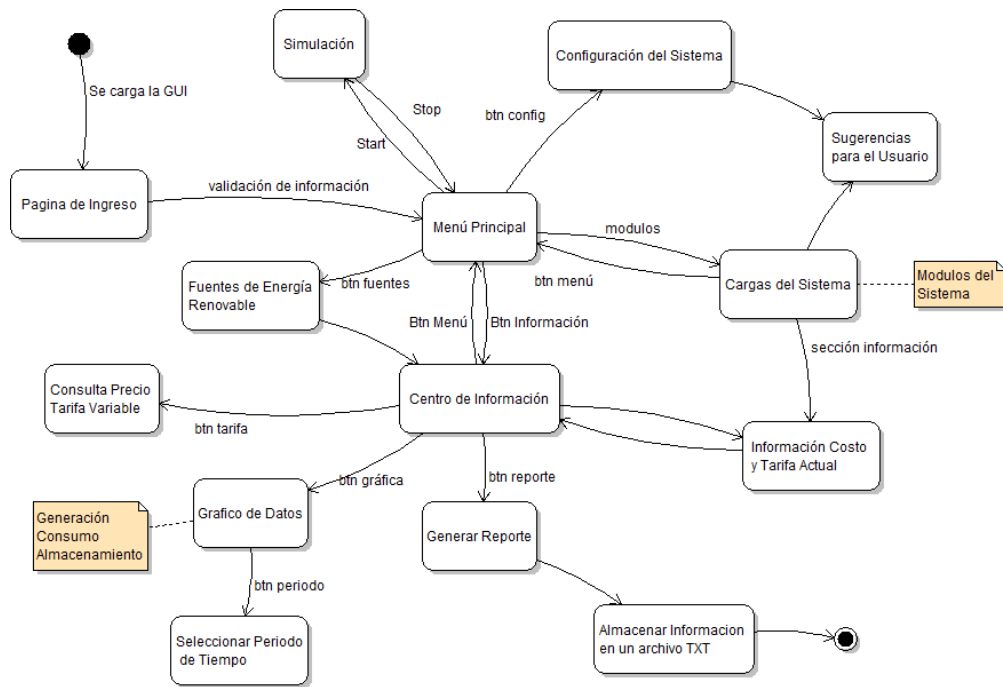 Simulación
Configuración del Sistema
Se carga la GUI
Stop
btn config
Start
Sugerencias
para el Usuario
Pagina de Ingreso
validación de información
Menú Principal
modulos
Fuentes de Energía
Renovable
btn fuentes
btn menú
Cargas del Sistema
Modulos del
Sistema
Btn Menú
Btn Información
sección información
Consulta Precio
Tarifa Variable
Centro de Información
btn tarifa
Información Costo
y Tarifa Actual
btn gráfica
btn reporte
Generación
Consumo
Almacenamiento
Grafico de Datos
Generar Reporte
btn periodo
Seleccionar Periodo
de Tiempo
Almacenar Informacion
en un archivo TXT